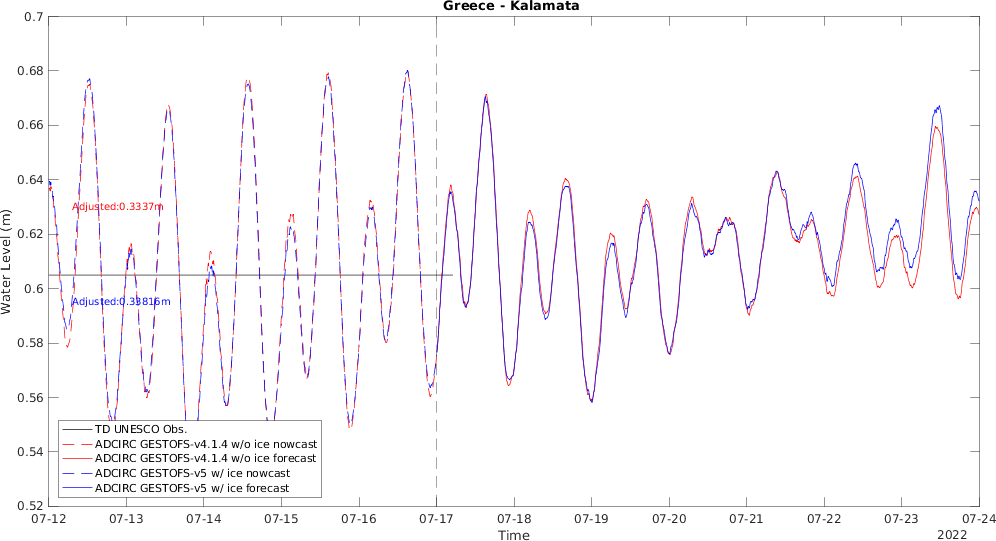 Greece - Kalamata
0.7
0.68
0.66
0.64
0.62
0.6
0.58
0.56
0.54
0.52
Water Level (m)
Adjusted:0.3337m
Adjusted:0.33816m
TD UNESCO Obs.
ADCIRC GESTOFS-v4.1.4 w/o ice nowcast
ADCIRC GESTOFS-v4.1.4 w/o ice forecast
ADCIRC GESTOFS-v5 w/ ice nowcast
ADCIRC GESTOFS-v5 w/ ice forecast
07-12 07-13 07-14 07-15 07-16 07-17 07-18 07-19 07-20 07-21 07-22 07-23 07-24
Time
2022